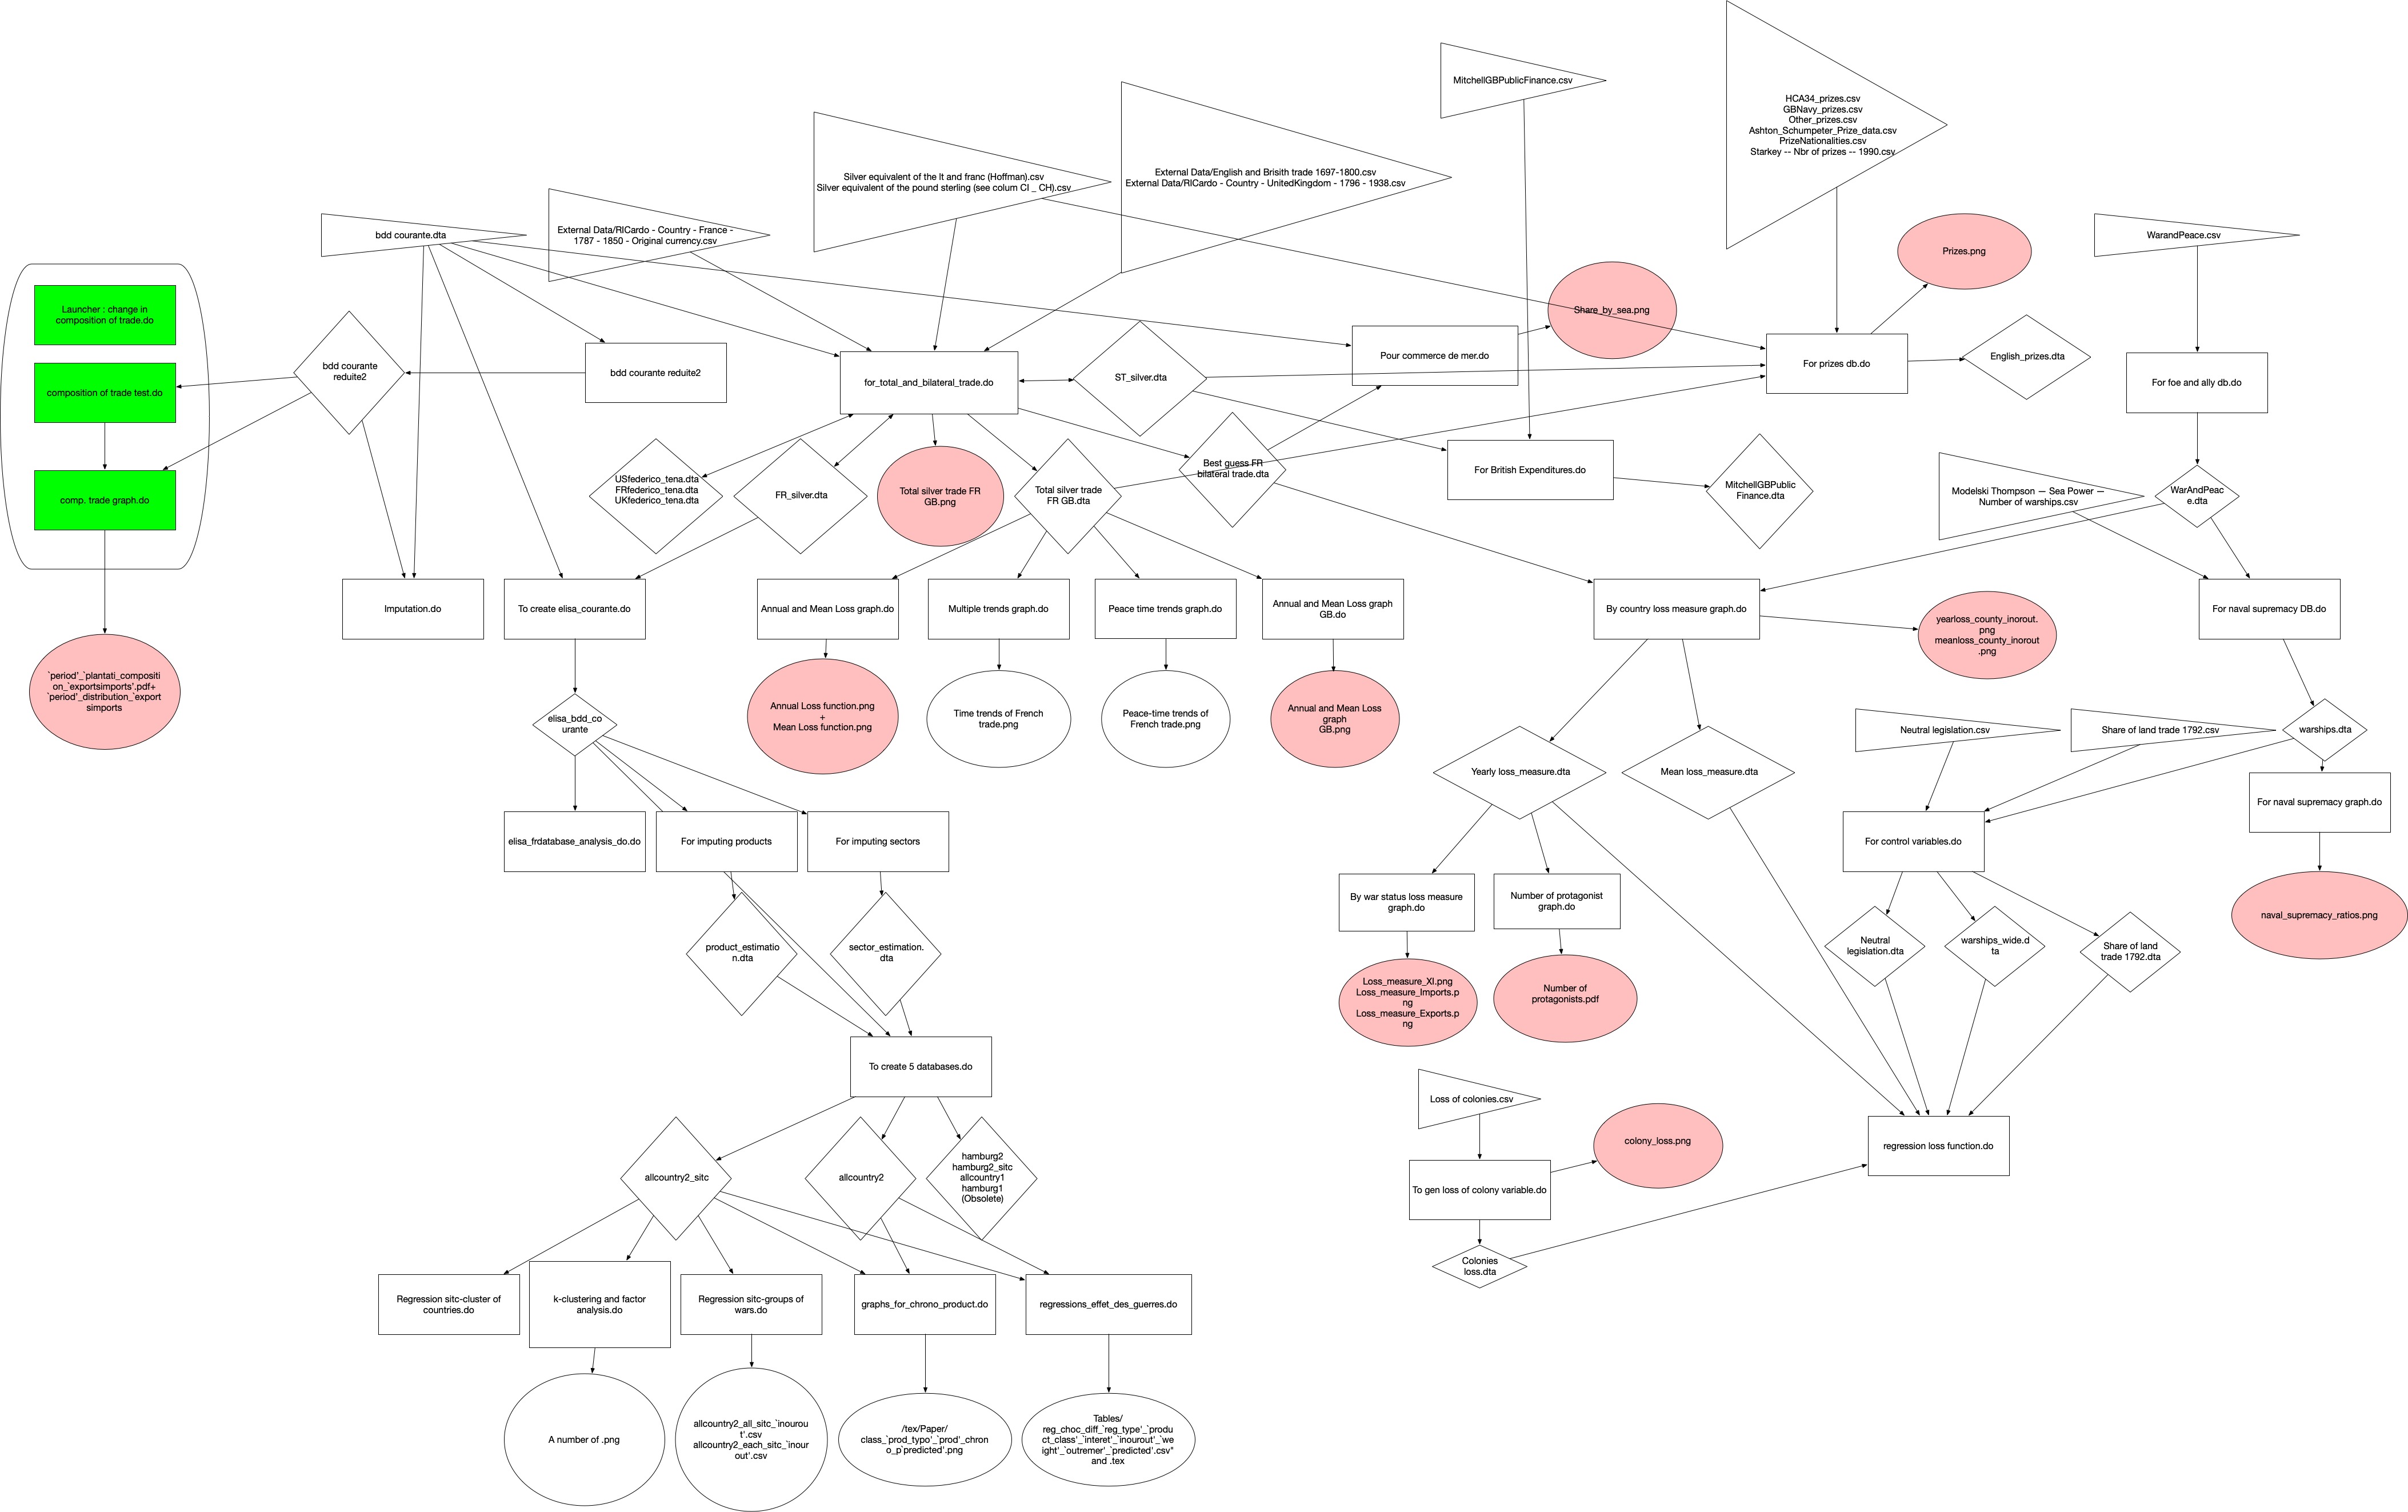 MitchellGBPublicFinance.csv
HCA34_prizes.csv
GBNavy_prizes.csv
Other_prizes.csv
Ashton_Schumpeter_Prize_data.csv
PrizeNationalities.csv
Starkey -- Nbr of prizes -- 1990.csv
Silver equivalent of the lt and franc (Hoffman).csv
Silver equivalent of the pound sterling (see colum CI _ CH).csv
External Data/English and Brisith trade 1697-1800.csv
External Data/RICardo - Country - UnitedKingdom - 1796 - 1938.csv
bdd courante.dta
External Data/RICardo - Country - France -
1787 - 1850 - Original currency.csv
WarandPeace.csv
Prizes.png
Launcher : change in
composition of trade.do
Share_by_sea.png
bdd courante
reduite2
bdd courante reduite2
for_total_and_bilateral_trade.do
ST_silver.dta
Pour commerce de mer.do
For prizes db.do
English_prizes.dta
For foe and ally db.do
composition of trade test.do
comp. trade graph.do
USfederico_tena.dta
FRfederico_tena.dta
UKfederico_tena.dta
FR_silver.dta
Total silver trade FR
GB.png
Total silver trade
FR GB.dta
Best guess FR
bilateral trade.dta
For British Expenditures.do
MitchellGBPublic
Finance.dta
Modelski Thompson — Sea Power —
Number of warships.csv
WarAndPeac
e.dta
Imputation.do
To create elisa_courante.do
Annual and Mean Loss graph.do
Multiple trends graph.do
Peace time trends graph.do
Annual and Mean Loss graph
GB.do
By country loss measure graph.do
yearloss_county_inorout.
png
meanloss_county_inorout
.png
For naval supremacy DB.do
`period'_`plantati_compositi
on_`exportsimports'.pdf+
`period'_distribution_`export
simports
elisa_bdd_co
urante
Annual Loss function.png
+
Mean Loss function.png
Time trends of French
trade.png
Peace-time trends of
French trade.png
Annual and Mean Loss
graph
GB.png
Yearly loss_measure.dta
Mean loss_measure.dta
Neutral legislation.csv
Share of land trade 1792.csv
warships.dta
For naval supremacy graph.do
elisa_frdatabase_analysis_do.do
For imputing products
For imputing sectors
For control variables.do
By war status loss measure
graph.do
Number of protagonist
graph.do
naval_supremacy_ratios.png
product_estimatio
n.dta
sector_estimation.
dta
Neutral
legislation.dta
warships_wide.d
ta
Share of land
trade 1792.dta
Loss_measure_XI.png
Loss_measure_Imports.p
ng
Loss_measure_Exports.p
ng
Number of
protagonists.pdf
To create 5 databases.do
Loss of colonies.csv
colony_loss.png
regression loss function.do
allcountry2_sitc
allcountry2
hamburg2
hamburg2_sitc
allcountry1
hamburg1
(Obsolete)
To gen loss of colony variable.do
Colonies
loss.dta
Regression sitc-cluster of
countries.do
k-clustering and factor
analysis.do
Regression sitc-groups of
wars.do
graphs_for_chrono_product.do
regressions_effet_des_guerres.do
A number of .png
allcountry2_all_sitc_`inourou
t'.csv
allcountry2_each_sitc_`inour
out'.csv
/tex/Paper/
class_`prod_typo'_`prod'_chron
o_p`predicted'.png
Tables/
reg_choc_diff_`reg_type'_`produ
ct_class'_`interet'_`inourout'_`we
ight'_`outremer'_`predicted'.csv"
and .tex